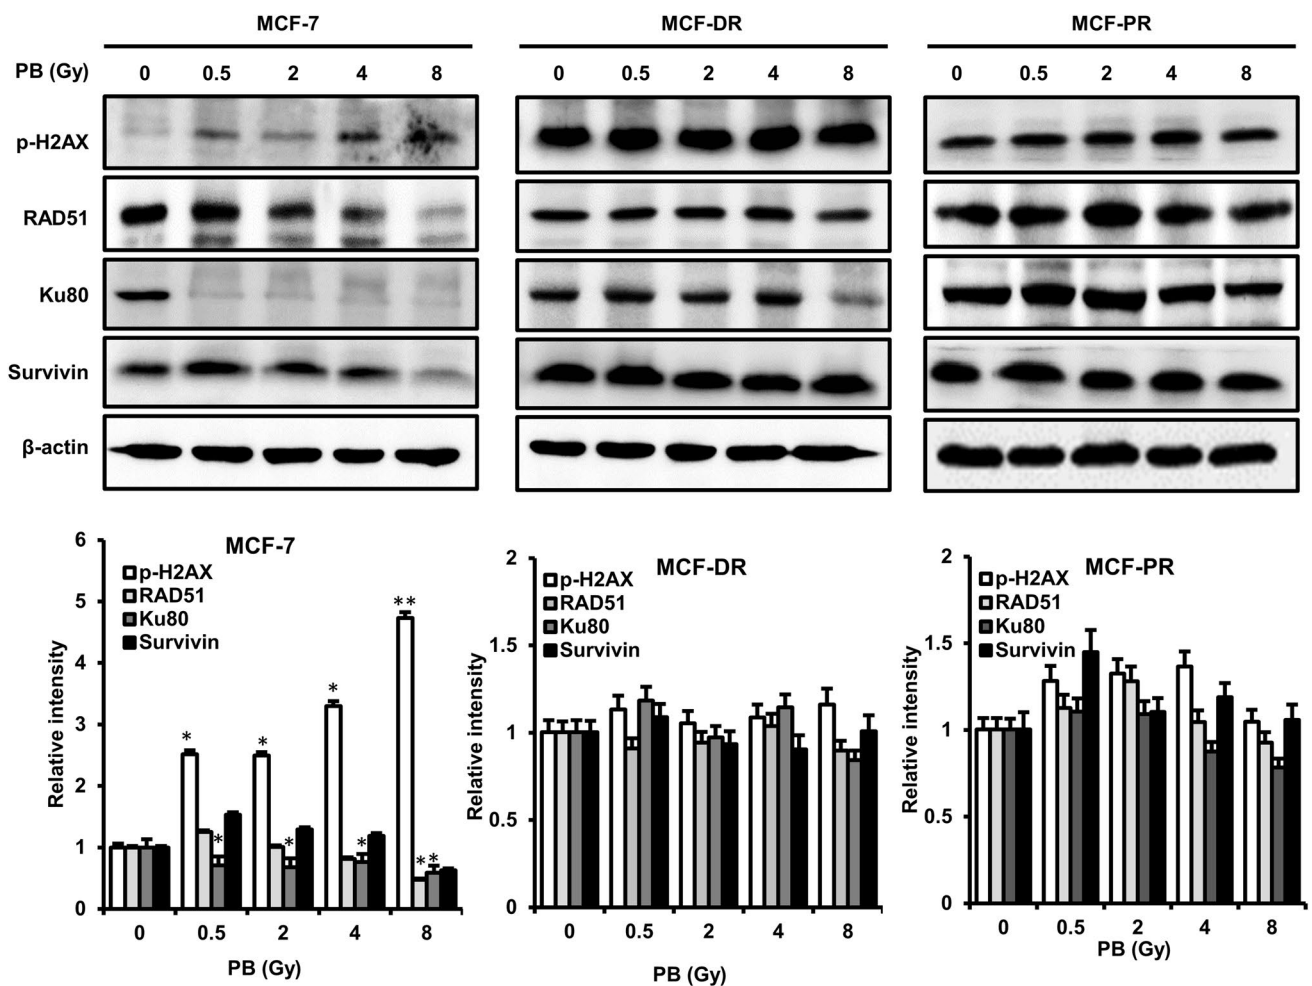 MCF-7 MCF-DR MCF-PR
PB (Gy) 0 0.5 2 4 8 0 0.5 2 4 8 0 0.5 2 4 8
p-H2AX
RAD51
Ku80
Survivin
β-actin
MCF-7
p-H2AX
RAD51
Ku80
Survivin
Relative intensity
6
5
4
3
2
1
0
*
*
*
**
*
*
*
**
0 0.5 2 4 8
PB (Gy)
MCF-DR
p-H2AX
RAD51
Ku80
Survivin
Relative intensity
2
1.5
1
0.5
0
0 0.5 2 4 8
PB (Gy)
MCF-PR
p-H2AX
RAD51
Ku80
Survivin
Relative intensity
2
1.5
1
0.5
0
0 0.5 2 4 8
PB (Gy)